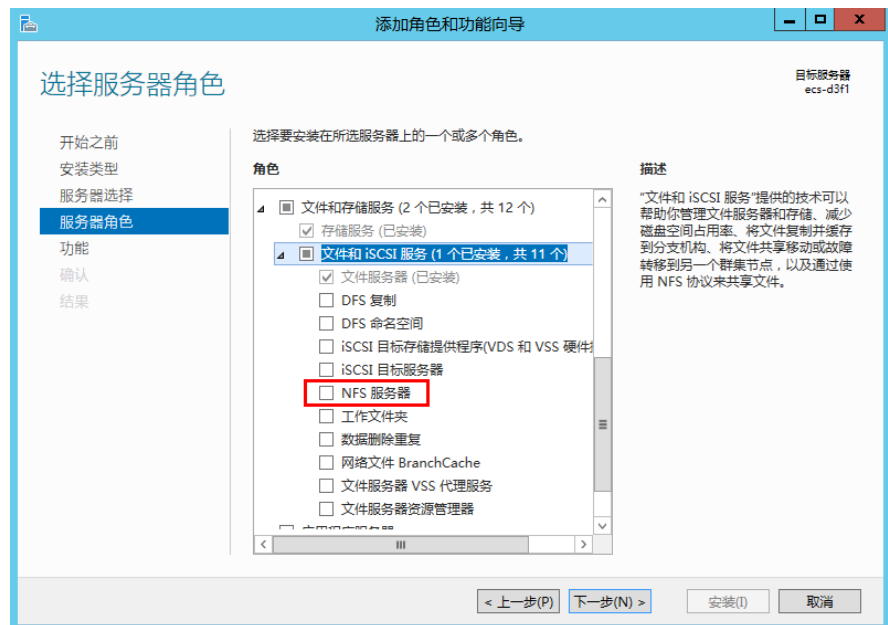 添加角色和功能向导
选择服务器角色
目标服务器
ecs-d3f1
开始之前
安装类型
服务器选择
服务器角色
功能
确认
结果
选择要安装在所选服务器上的一个或多个角色。
角色
文件和存储服务 (2 个已安装，共 12 个)
存储服务 (已安装)
文件和 iSCSI 服务 (1 个已安装，共 11 个)
文件服务器 (已安装)
DFS 复制
DFS 命名空间
iSCSI 目标存储提供程序(VDS 和 VSS 硬件
iSCSI 目标服务器
NFS 服务器
工作文件夹
数据删除重复
网络文件 BranchCache
文件服务器 VSS 代理服务
文件服务器资源管理器
描述
"文件和 iSCSI 服务"提供的技术可以
帮助你管理文件服务器和存储、减少
磁盘空间占用率、将文件复制并缓存
到分支机构、将文件共享移动或故障
转移到另一个群集节点，以及通过使
用 NFS 协议来共享文件。
< 上一步(P)
下一步(N) >
安装(I)
取消